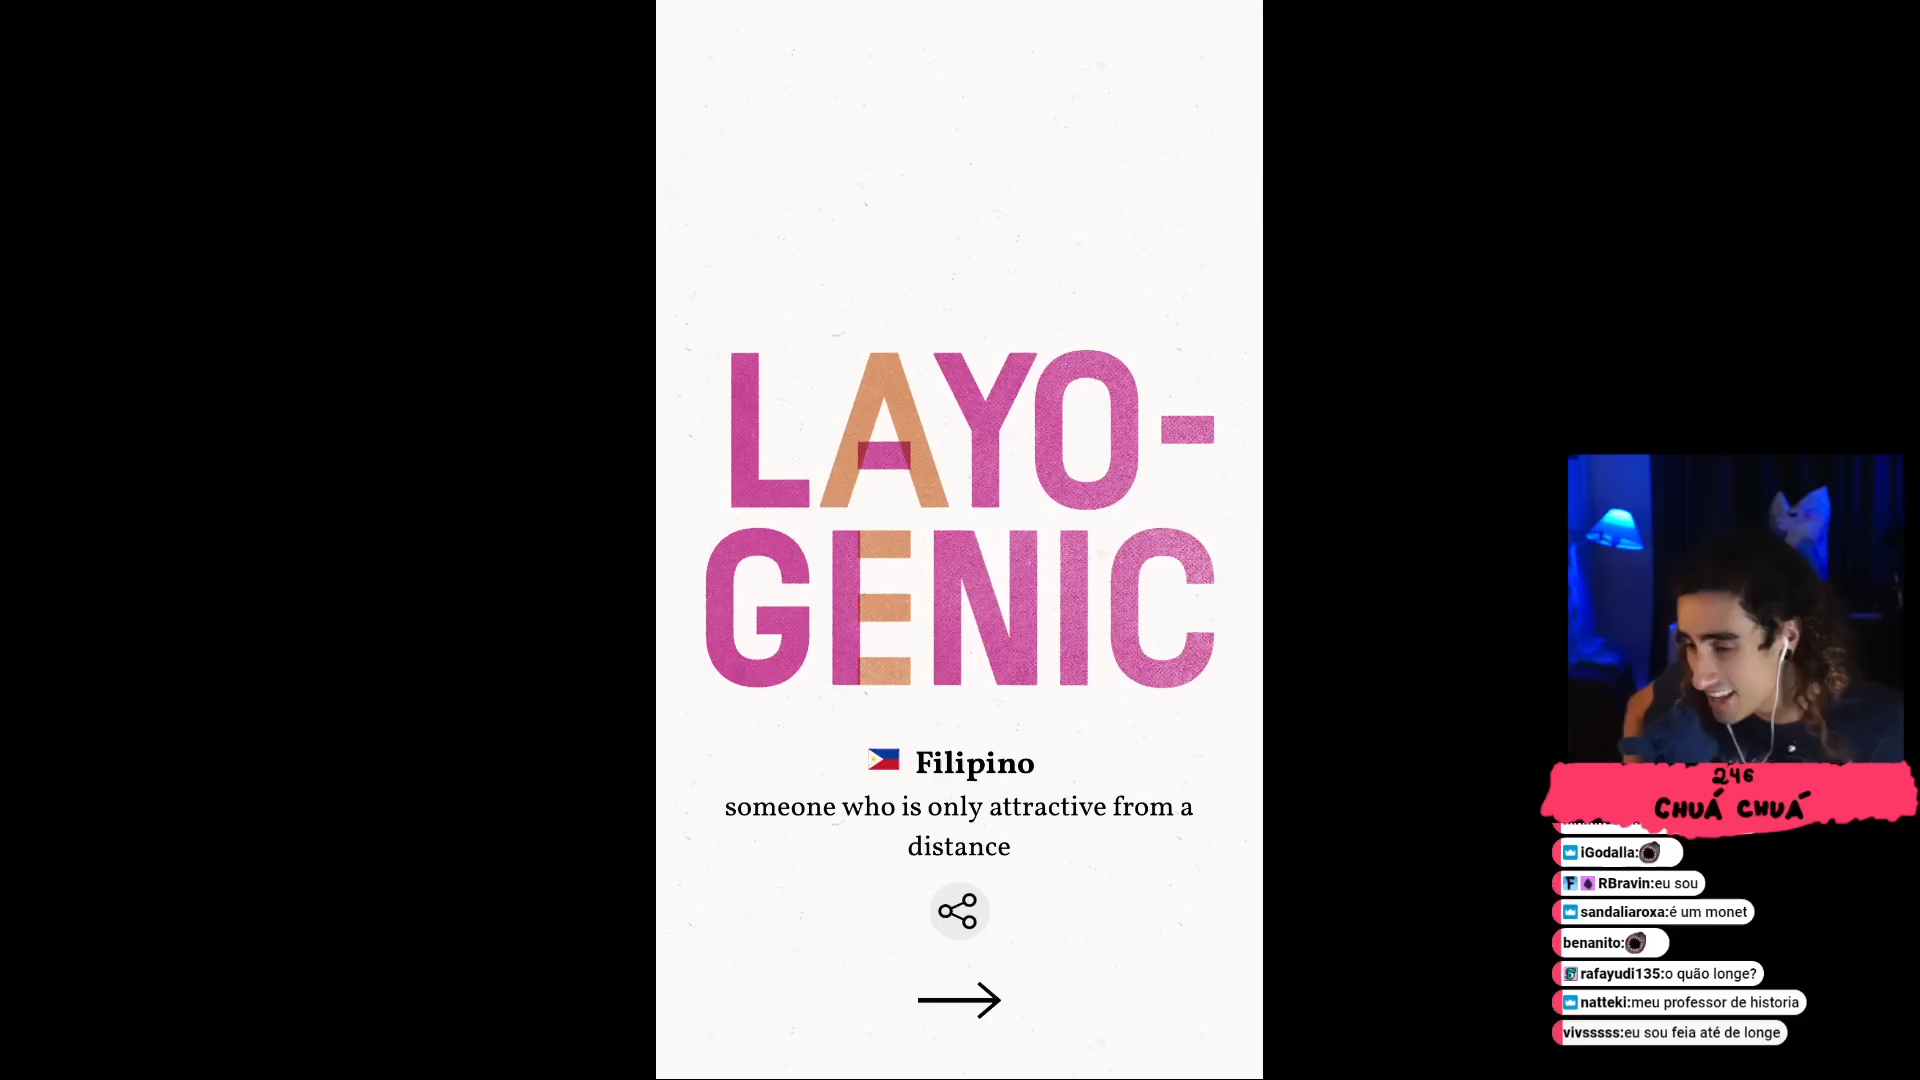 LAYO-
GENIC
Filipino
someone who is only attractive from a
distance
246
CHUÁ CHUÁ
iGodalla:
RBravin:eu sou
sandaliaroxa:é um monet
benanito:
rafayudi135:o quão longe?
natteki:meu professor de historia
vivsssss:eu sou feia até de longe